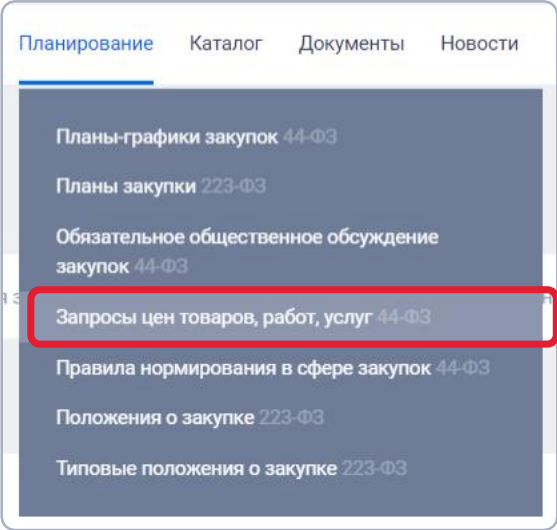 Планирование Каталог Документы Новости
Планы-графики закупок 44-ФЗ
Планы закупки 223-ФЗ
Обязательное общественное обсуждение
закупок 44-ФЗ
Запросы цен товаров, работ, услуг 44-ФЗ
Правила нормирования в сфере закупок 44-ФЗ
Положения о закупке 223-ФЗ
Типовые положения о закупке 223-ФЗ